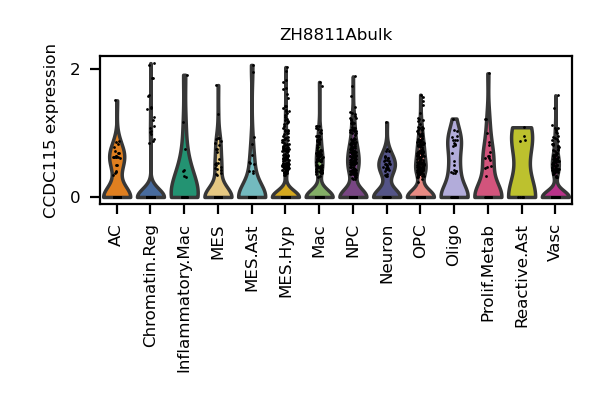 ZH8811Abulk
CCDC115 expression
2
0
AC
Chromatin.Reg
Inflammatory.Mac
MES
MES.Ast
MES.Hyp
Mac
NPC
Neuron
OPC
Oligo
Prolif.Metab
Reactive.Ast
Vasc